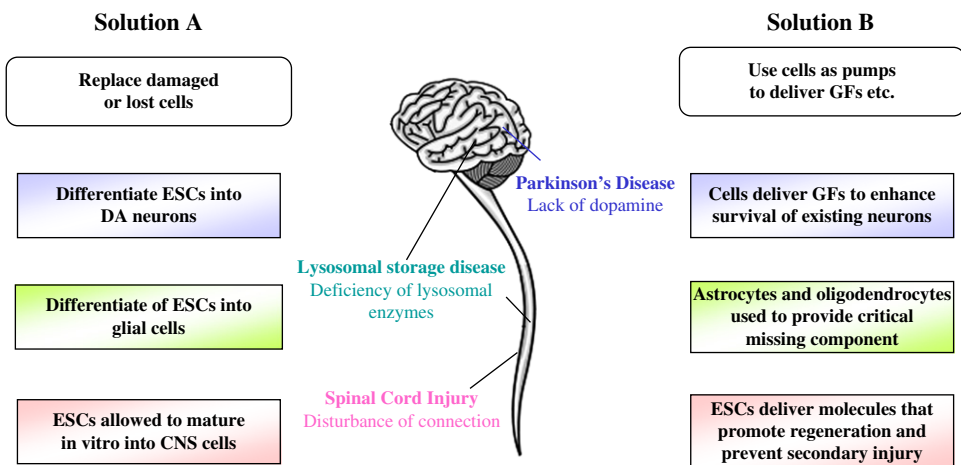 Solution A
Replace damaged
or lost cells
Differentiate ESCs into
DA neurons
Differentiate of ESCs into
glial cells
ESCs allowed to mature
in vitro into CNS cells
Parkinson's Disease
Lack of dopamine
Lysosomal storage disease
Deficiency of lysosomal
enzymes
Spinal Cord Injury
Disturbance of connection
Solution B
Use cells as pumps
to deliver GFs etc.
Cells deliver GFs to enhance
survival of existing neurons
Astrocytes and oligodendrocytes
used to provide critical
missing component
ESCs deliver molecules that
promote regeneration and
prevent secondary injury